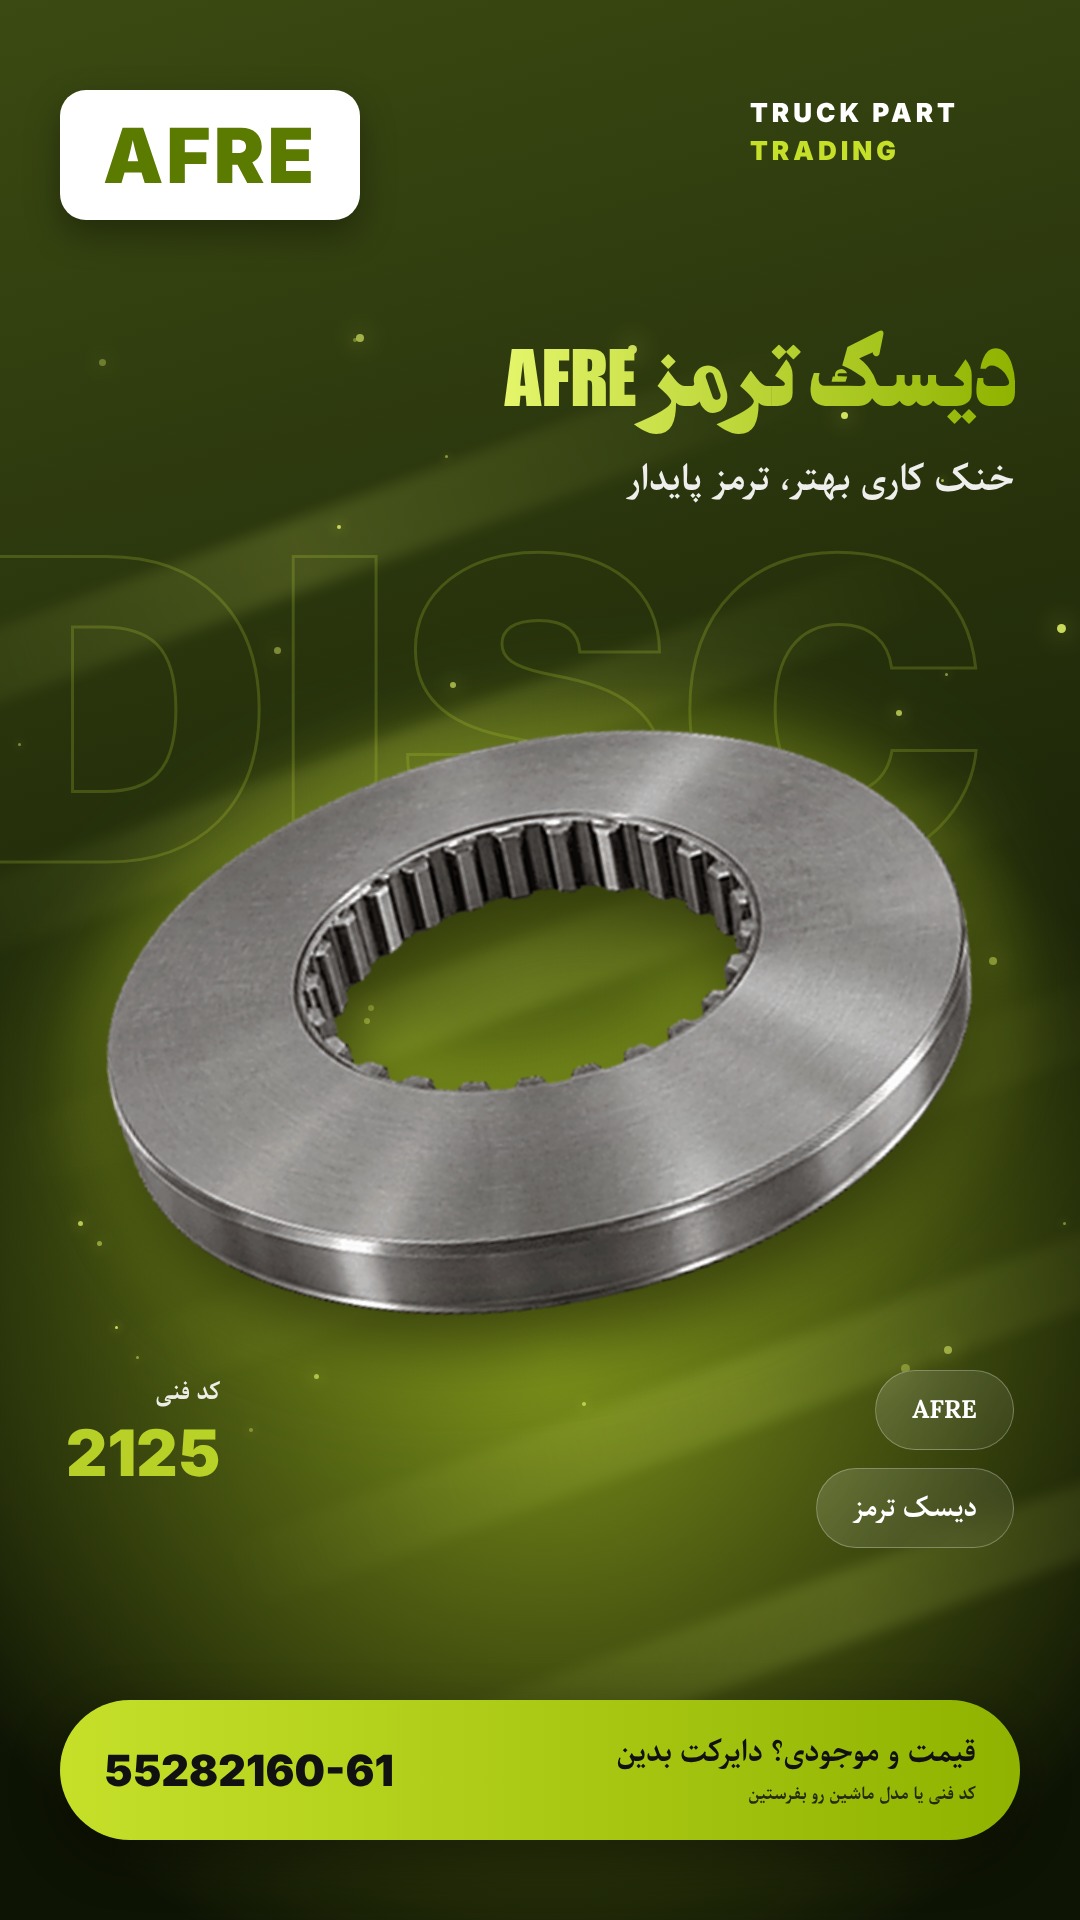 AFRE
TRUCK PART
TRADING
دیسک ترمز AFRE
خنک کاری بهتر، ترمز پایدار
DISC
کد فنی
2125
AFRE
دیسک ترمز
قیمت و موجودی؟ دایرکت بدین
کد فنی یا مدل ماشین رو بفرستین
55282160-61